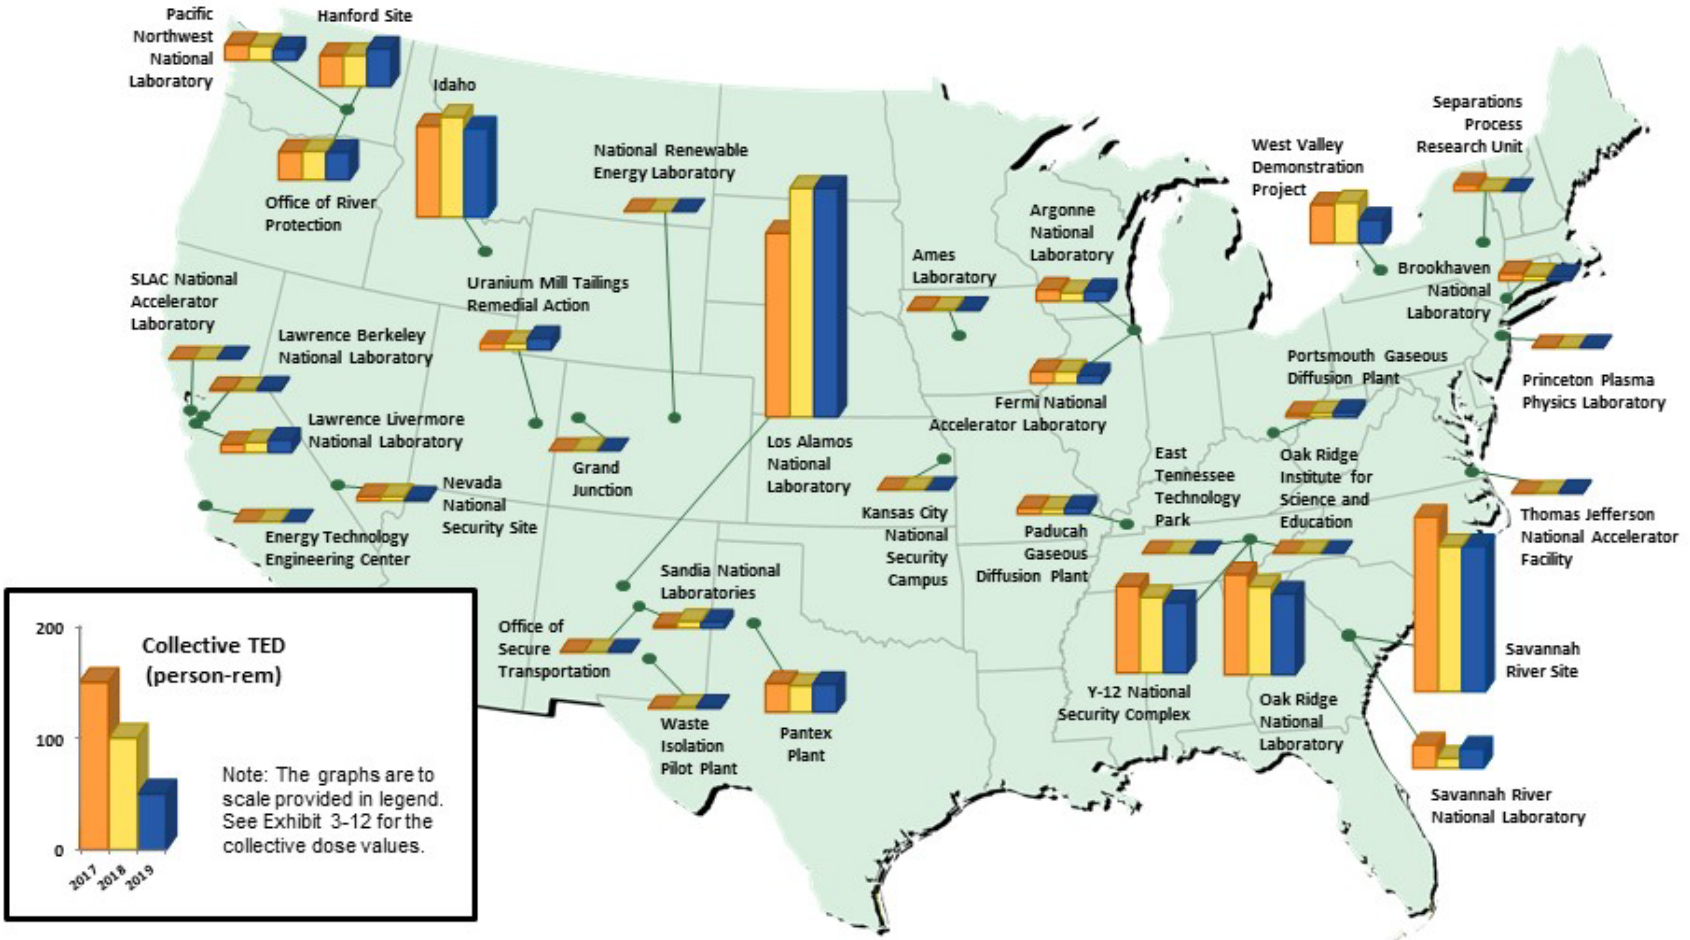 Pacific
Northwest
National
Laboratory
Hanford Site
Idaho
Office of River
Protection
National Renewable
Energy Laboratory
Uranium Mill Tailings
Remedial Action
SLAC National
Accelerator
Laboratory
Lawrence Berkeley
National Laboratory
Lawrence Livermore
National Laboratory
Nevada
National
Security Site
Energy Technology
Engineering Center
Grand
Junction
Los Alamos
National
Laboratory
Ames
Laboratory
Argonne
National
Laboratory
Fermi National
Accelerator Laboratory
Kansas City
National
Security
Campus
Paducah
Gaseous
Diffusion Plant
West Valley
Demonstration
Project
Separations
Process
Research Unit
Brookhaven
National
Laboratory
Princeton Plasma
Physics Laboratory
Portsmouth Gaseous
Diffusion Plant
East
Tennessee
Technology
Park
Oak Ridge
Institute for
Science and
Education
Thomas Jefferson
National Accelerator
Facility
Sandia National
Laboratories
Office of
Secure
Transportation
Waste
Isolation
Pilot Plant
Pantex
Plant
Y-12 National
Security Complex
Oak Ridge
National
Laboratory
Savannah
River Site
Savannah River
National Laboratory
Collective TED
(person-rem)
200
100
0
2017
2018
2019
Note: The graphs are to
scale provided in legend.
See Exhibit 3-12 for the
collective dose values.